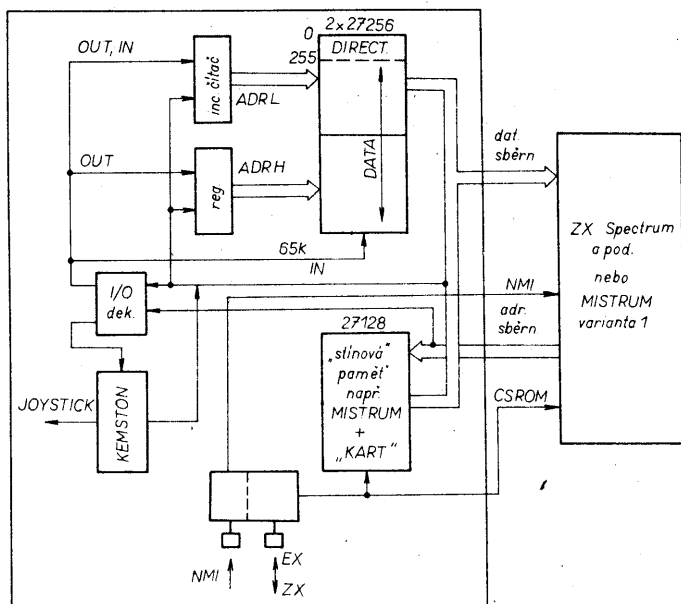 2x27256
0
DIRECT.
255
OUT, IN
inc. čítač
ADRL
OUT
reg
ADRH
DATA
65k
IN
I/O
dek.
dat.
sběrn
ZX Spectrum
a pod.
nebo
MISTRUM
varianta 1
NMI
adr.
sběrn
27128
„stínová"
paměť
např.
MISTRUM
+
„KART"
CSROM
JOYSTICK
KEMSTON
NMI
EX
ZX